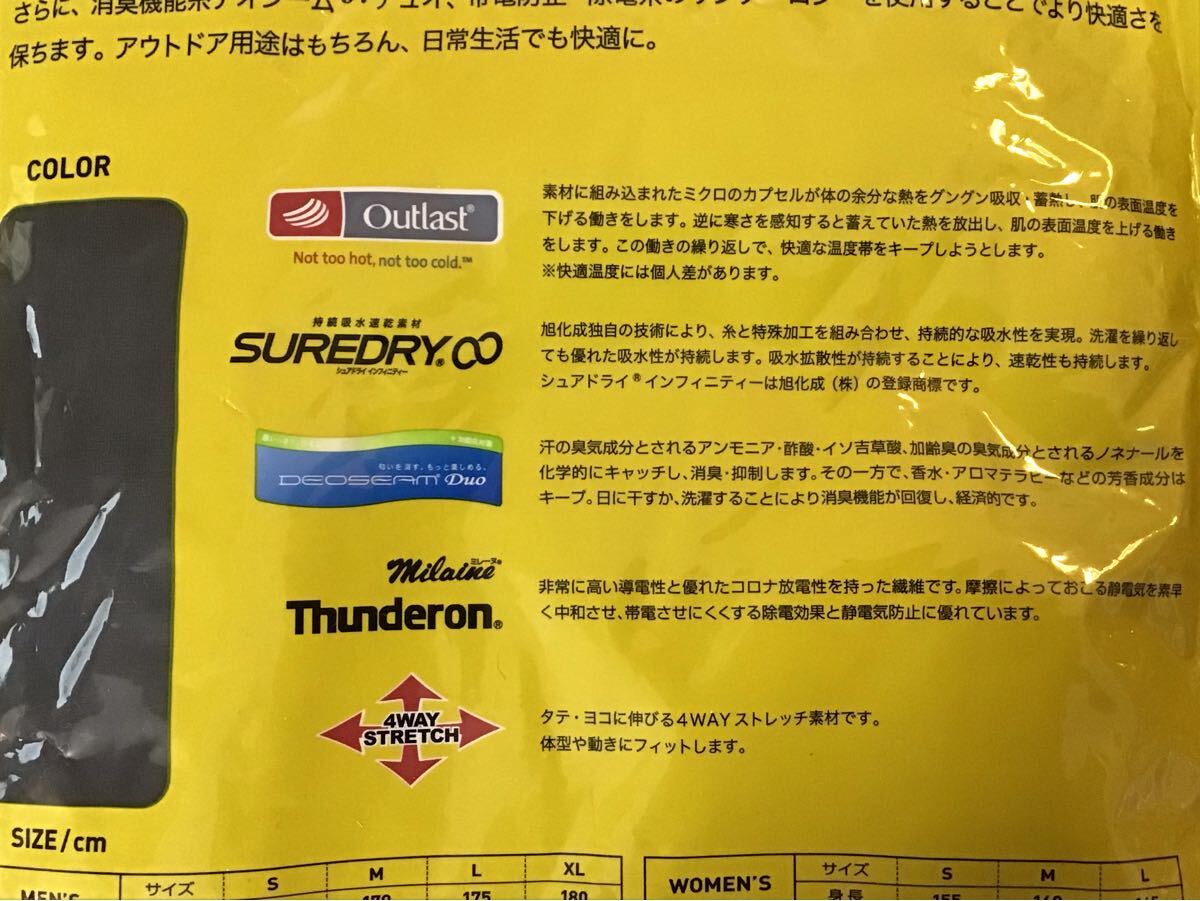 保ちます。アウトドア用途はもちろん、日常生活でも快適に。
COLOR
Outlast®
Not too hot, not too cold.™
素材に組み込まれたミクロのカプセルが体の余分な熱をグングン吸収・蓄熱し、肌の表面温度を
下げる働きをします。逆に寒さを感知すると蓄えていた熱を放出し、肌の表面温度を上げる働き
をします。この働きの繰り返しで、快適な温度帯をキープしようとします。
※快適温度には個人差があります。
持続吸水速乾素材
SUREDRY®∞
シュアドライ インフィニティー
旭化成独自の技術により、糸と特殊加工を組み合わせ、持続的な吸水性を実現。洗濯を繰り返し
ても優れた吸水性が持続します。吸水拡散性が持続することにより、速乾性も持続します。
シュアドライ®インフィニティーは旭化成(株)の登録商標です。
匂いを消す。もっと楽しめる。
DEOSEAM® Duo
汗の臭気成分とされるアンモニア・酢酸・イソ吉草酸、加齢臭の臭気成分とされるノネナールを
化学的にキャッチし、消臭・抑制します。その一方で、香水・アロマテラピーなどの芳香成分は
キープ。日に干すか、洗濯することにより消臭機能が回復し、経済的です。
ミレーヌ®
Milaine
Thunderon®
非常に高い導電性と優れたコロナ放電性を持った繊維です。摩擦によっておこる静電気を素早
く中和させ、帯電させにくくする除電効果と静電気防止に優れています。
4WAY
STRETCH
タテ・ヨコに伸びる4WAYストレッチ素材です。
体型や動きにフィットします。
SIZE/cm
MEN'S サイズ S M L XL
170 175 180
WOMEN'S サイズ S M L
身長 155